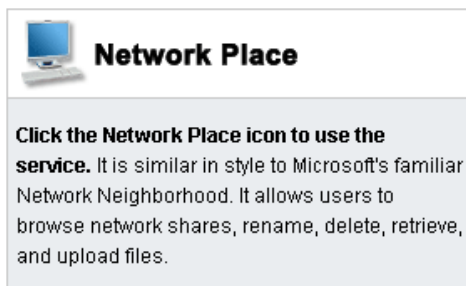 Network Place
Click the Network Place icon to use the
service. It is similar in style to Microsoft's familiar
Network Neighborhood. It allows users to
browse network shares, rename, delete, retrieve,
and upload files.